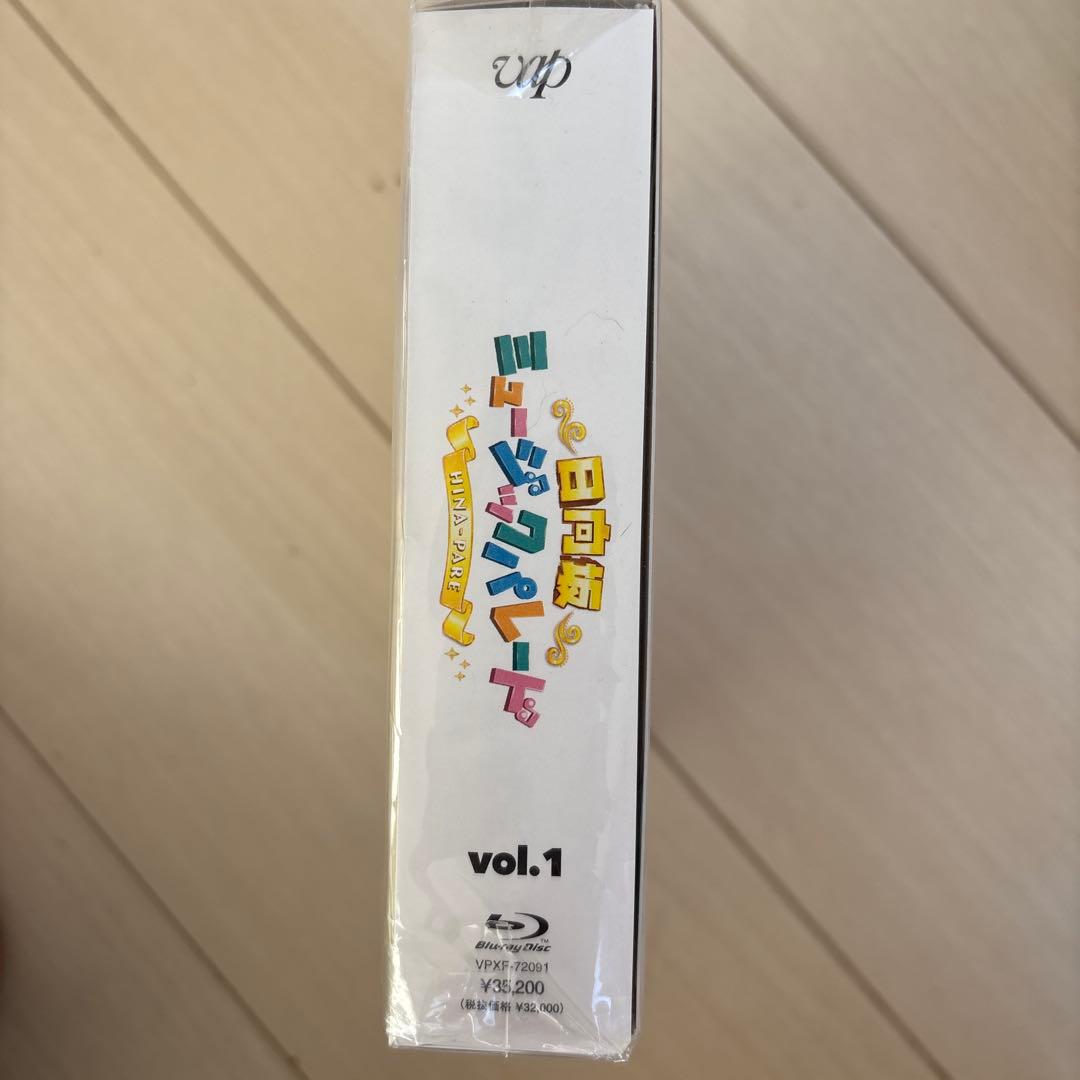 vap
日向坂
ミュージックパレード
HINA-PARE
vol.1
Blu-ray Disc™
VPXF-72091
¥35,200
(税抜価格 ¥32,000)